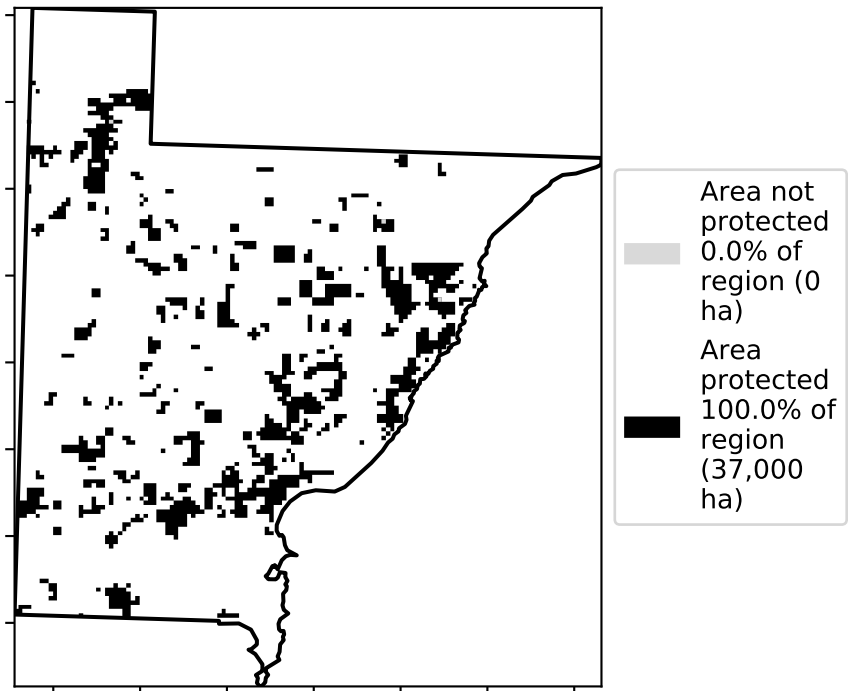 Area not
protected
0.0% of
region (0
ha)
Area
protected
100.0% of
region
(37,000
ha)